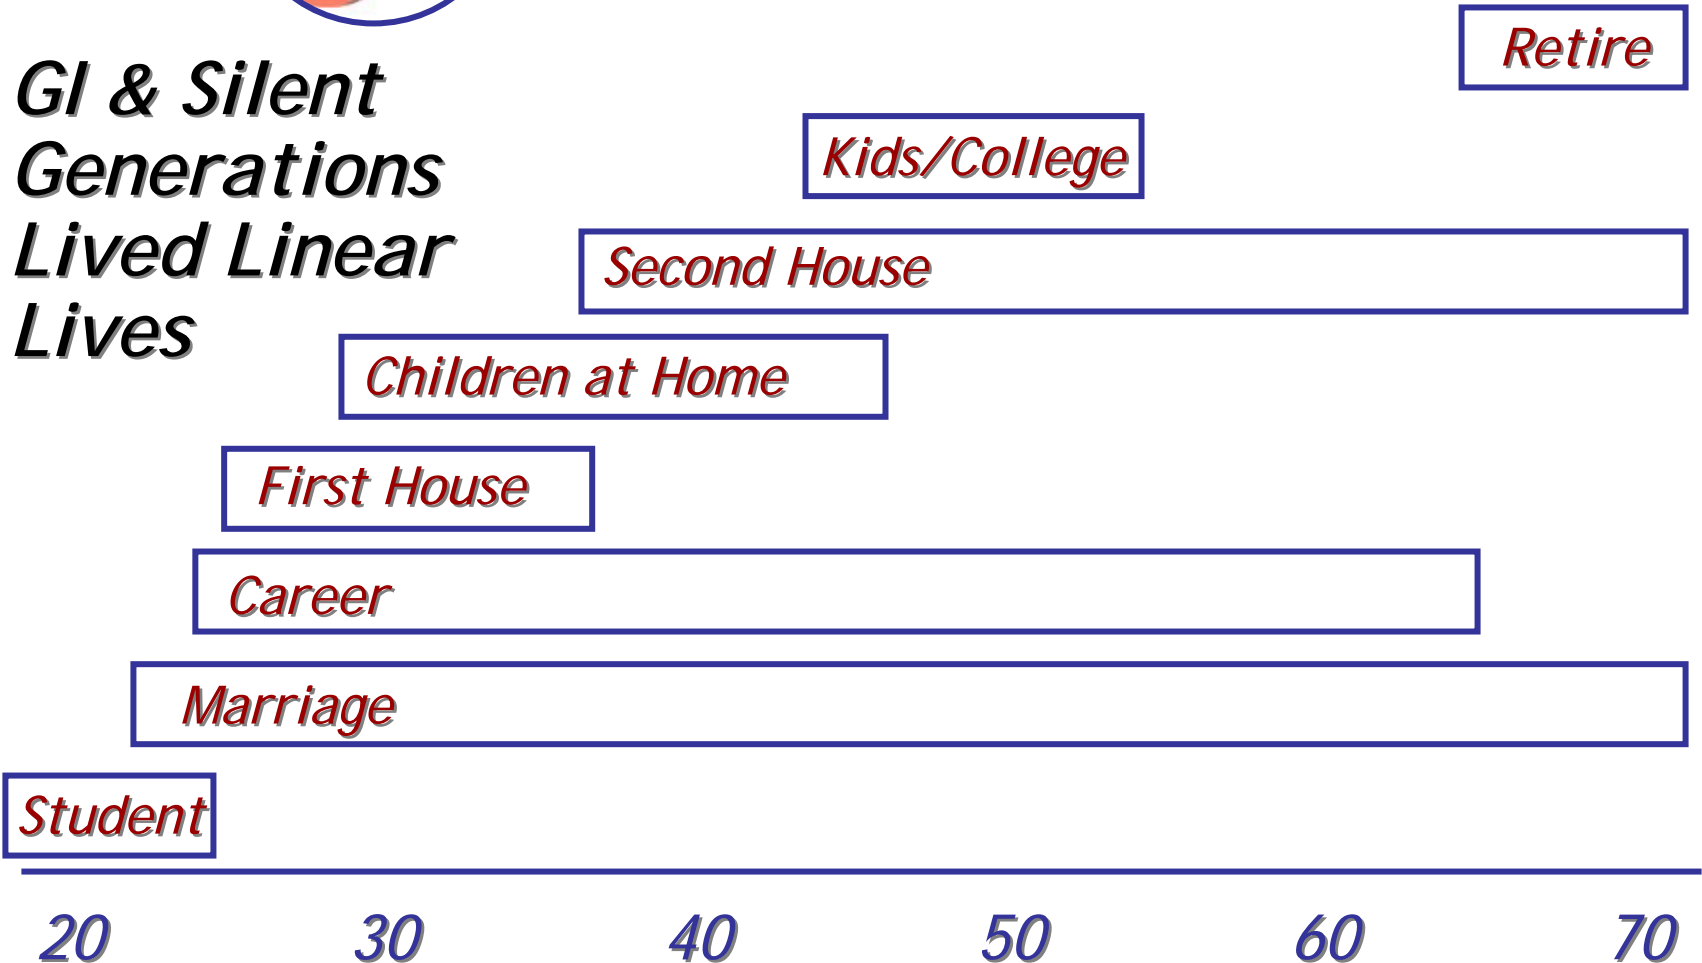 Retire
GI & Silent
Generations
Lived Linear
Lives
Kids/College
Second House
Children at Home
First House
Career
Marriage
Student
20 30 40 50 60 70